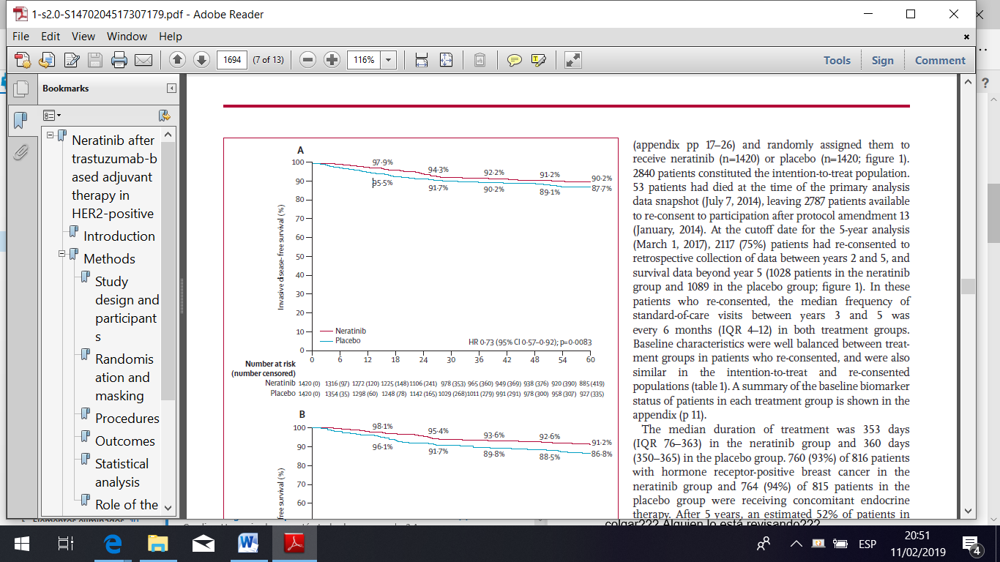 1-s2.0-S1470204517307179.pdf - Adobe Reader
File Edit View Window Help
1694 (7 of 13) 116% Tools Sign Comment
Bookmarks
Neratinib after
trastuzumab-b
ased adjuvant
therapy in
HER2-positive
Introduction
Methods
Study
design and
participant
s
Randomis
ation and
masking
Procedures
Outcomes
Statistical
analysis
Role of the
A
100
90
80
70
60
50
40
30
20
10
0
Invasive disease-free survival (%)
97·9%
94·3%
92·2%
91·2%
90·2%
95·5%
91·7%
90·2%
89·1%
87·7%
Neratinib
Placebo
HR 0·73 (95% CI 0·57–0·92); p=0·0083
0 6 12 18 24 30 36 42 48 54 60
Number at risk
(number censored)
Neratinib 1420 (0) 1316 (97) 1272 (120) 1225 (148) 1106 (241) 978 (353) 965 (360) 949 (369) 938 (376) 920 (390) 885 (419)
Placebo 1420 (0) 1354 (35) 1298 (60) 1248 (78) 1142 (165) 1029 (268) 1011 (279) 991 (291) 978 (300) 958 (307) 927 (335)
B
100
90
80
70
60
free survival (%)
98·1%
95·4%
93·6%
92·6%
91·2%
96·1%
91·7%
89·8%
88·5%
86·8%
(appendix pp 17–26) and randomly assigned them to
receive neratinib (n=1420) or placebo (n=1420; figure 1).
2840 patients constituted the intention-to-treat population.
53 patients had died at the time of the primary analysis
data snapshot (July 7, 2014), leaving 2787 patients available
to re-consent to participation after protocol amendment 13
(January, 2014). At the cutoff date for the 5-year analysis
(March 1, 2017), 2117 (75%) patients had re-consented to
retrospective collection of data between years 2 and 5, and
survival data beyond year 5 (1028 patients in the neratinib
group and 1089 in the placebo group; figure 1). In these
patients who re-consented, the median frequency of
standard-of-care visits between years 3 and 5 was
every 6 months (IQR 4–12) in both treatment groups.
Baseline characteristics were well balanced between treat-
ment groups in patients who re-consented, and were also
similar in the intention-to-treat and re-consented
populations (table 1). A summary of the baseline biomarker
status of patients in each treatment group is shown in the
appendix (p 11).
The median duration of treatment was 353 days
(IQR 76–363) in the neratinib group and 360 days
(350–365) in the placebo group. 760 (93%) of 816 patients
with hormone receptor-positive breast cancer in the
neratinib group and 764 (94%) of 815 patients in the
placebo group were receiving concomitant endocrine
therapy. After 5 years, an estimated 52% of patients in
colgar??? Alguien lo está revisando???
ESP
20:51
11/02/2019
4